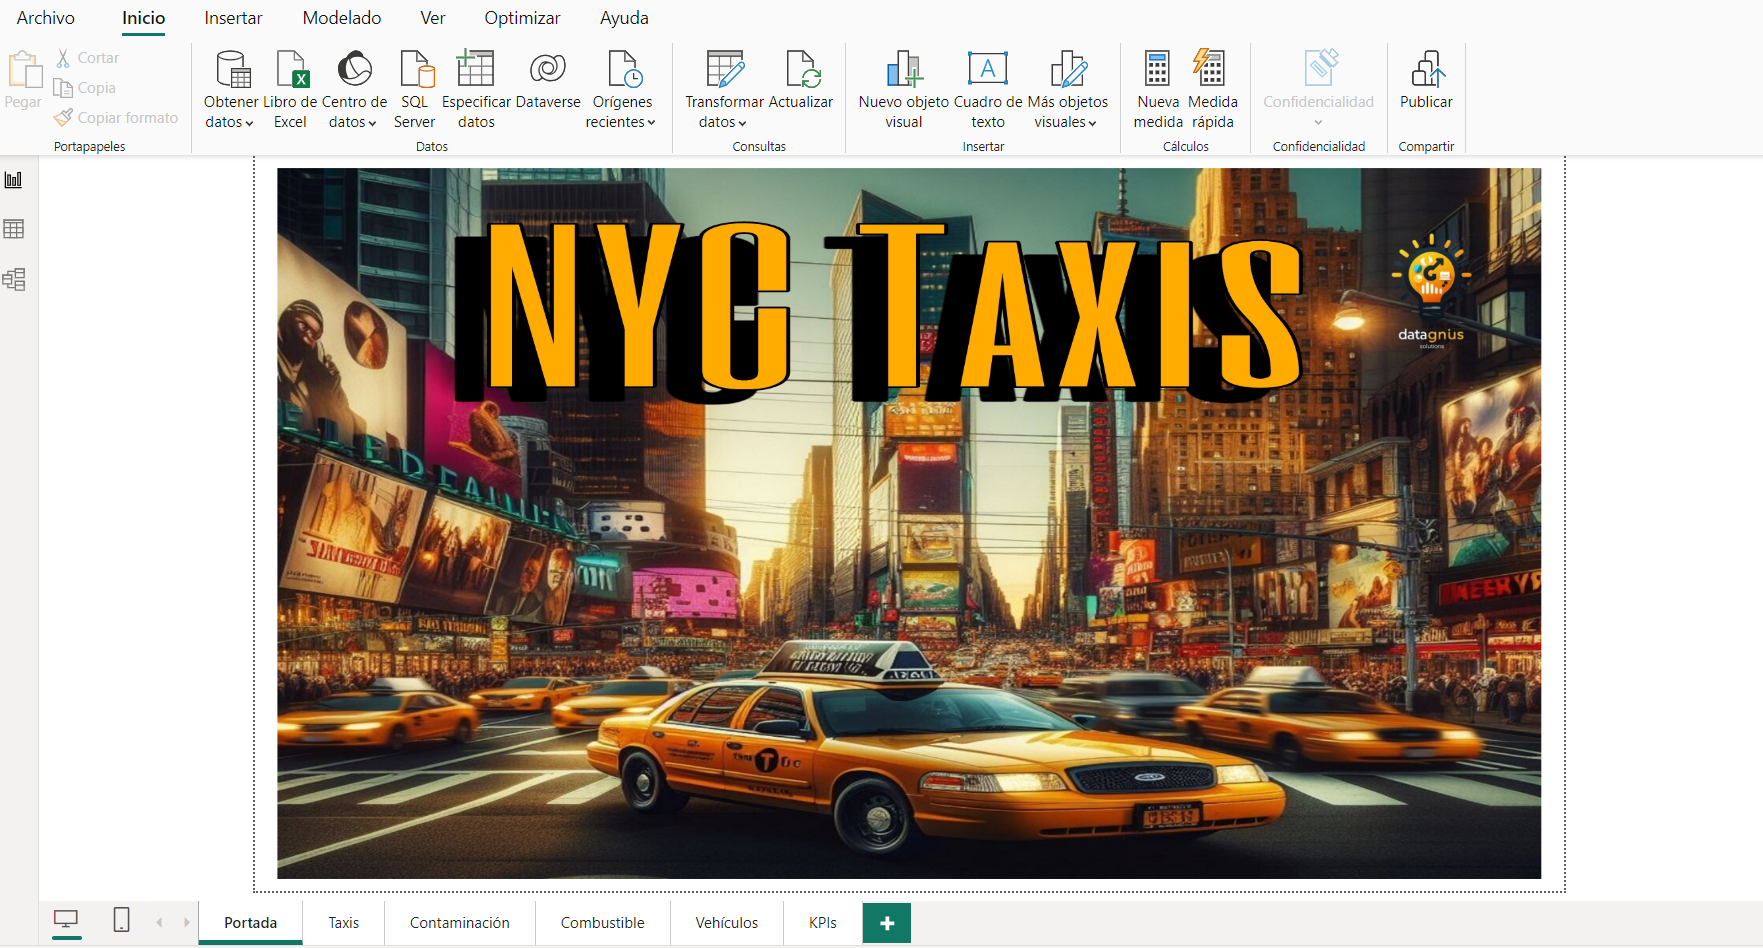 Archivo
Inicio
Insertar
Modelado
Ver
Optimizar
Ayuda
Pegar
Cortar
Copia
Copiar formato
Portapapeles
Obtener datos
Libro de Excel
Centro de datos
SQL Server
Especificar datos
Dataverse
Orígenes recientes
Datos
Transformar datos
Actualizar
Consultas
Nuevo objeto visual
Cuadro de texto
Más objetos visuales
Insertar
Nueva medida
Medida rápida
Cálculos
Confidencialidad
Confidencialidad
Publicar
Compartir
NYC TAXIS
datagnius
solutions
Portada
Taxis
Contaminación
Combustible
Vehículos
KPIs